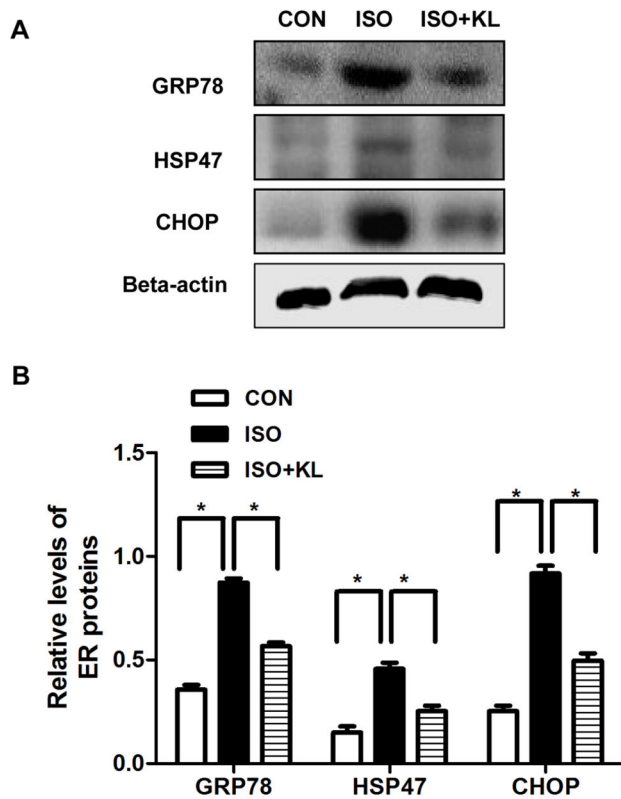 A
CON ISO ISO+KL
GRP78
HSP47
CHOP
Beta-actin
B
CON
ISO
ISO+KL
Relative levels of
ER proteins
1.5
1.0
0.5
0.0
* *
* *
* *
GRP78 HSP47 CHOP